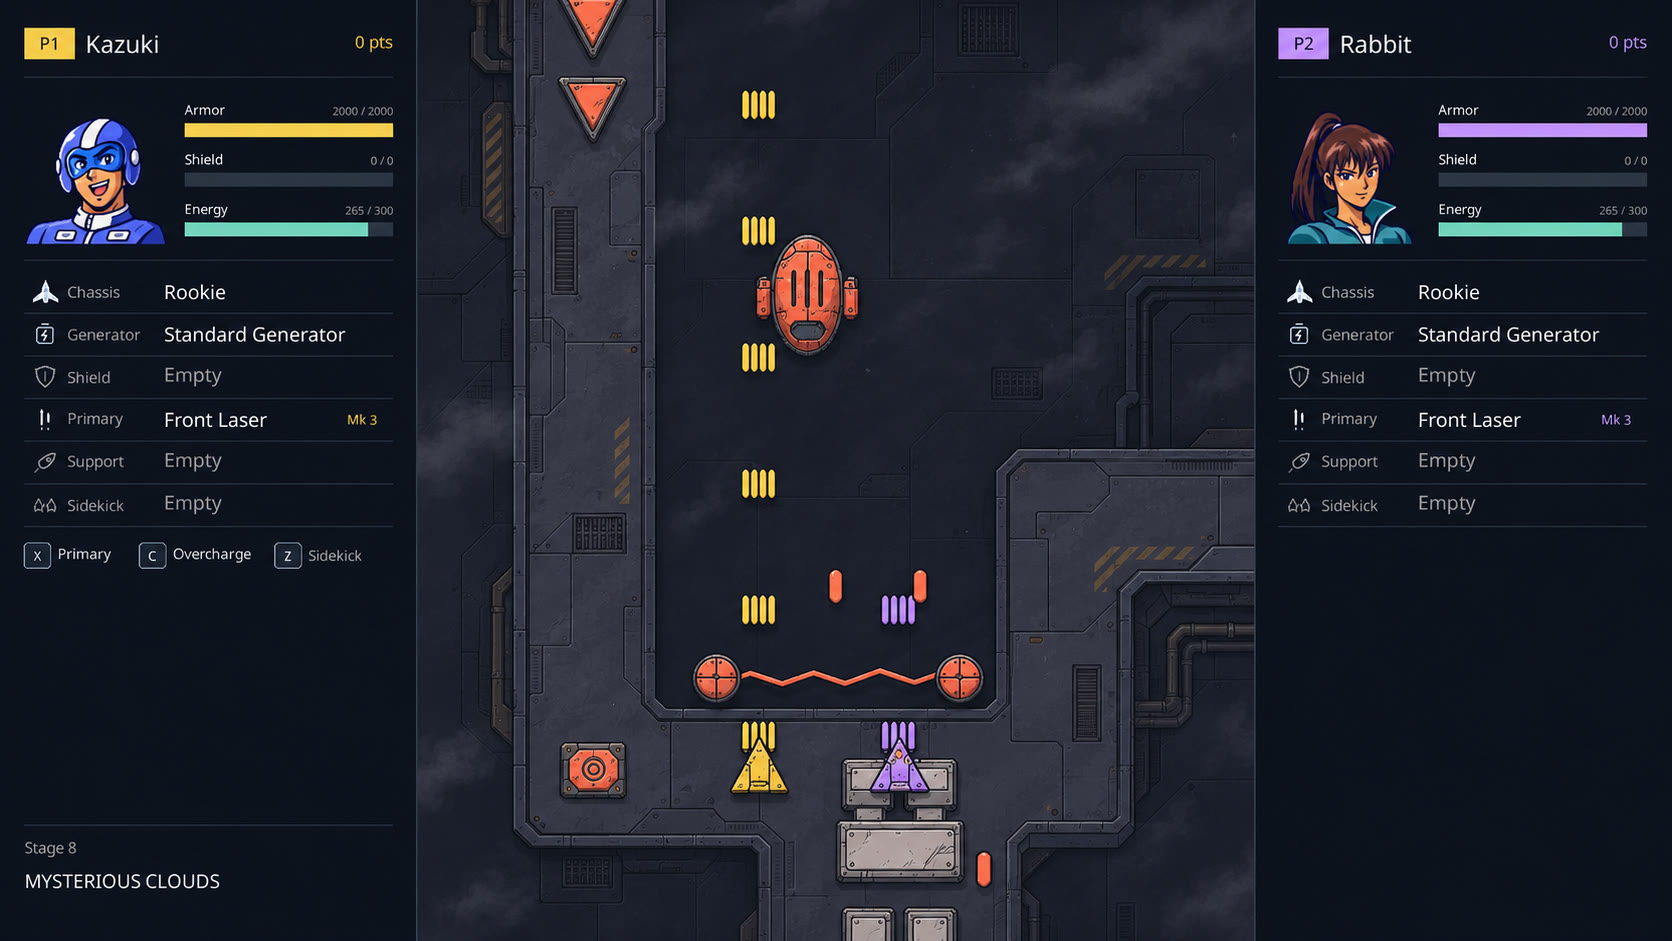 P1 Kazuki 0 pts
Armor 2000 / 2000
Shield 0 / 0
Energy 265 / 300
Chassis Rookie
Generator Standard Generator
Shield Empty
Primary Front Laser Mk 3
Support Empty
Sidekick Empty
X Primary C Overcharge Z Sidekick
Stage 8
MYSTERIOUS CLOUDS
P2 Rabbit 0 pts
Armor 2000 / 2000
Shield 0 / 0
Energy 265 / 300
Chassis Rookie
Generator Standard Generator
Shield Empty
Primary Front Laser Mk 3
Support Empty
Sidekick Empty